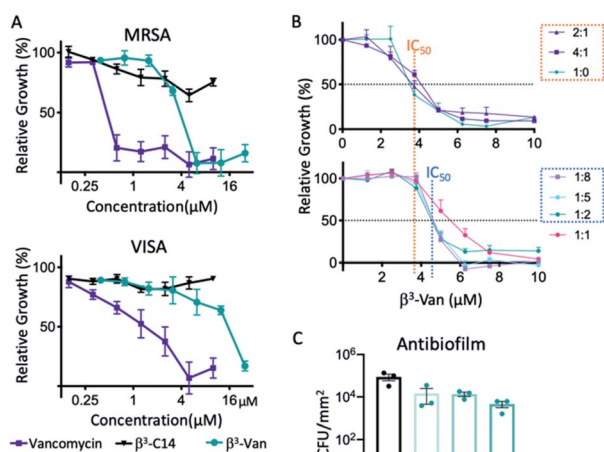 A
MRSA
Relative Growth (%)
100
50
0.25 1 4 16
Concentration(μM)
VISA
Relative Growth (%)
100
50
0.25 1 4 16 μM
Concentration(μM)
Vancomycin β³-C14 β³-Van
B
Relative Growth (%)
IC50
100
50
0
0 2 4 6 8 10
2:1
4:1
1:0
Relative Growth (%)
IC50
100
50
0
0 2 4 6 8 10
1:8
1:5
1:2
1:1
β³-Van (μM)
C
Antibiofilm
CFU/mm²
10⁶
10⁴
10²